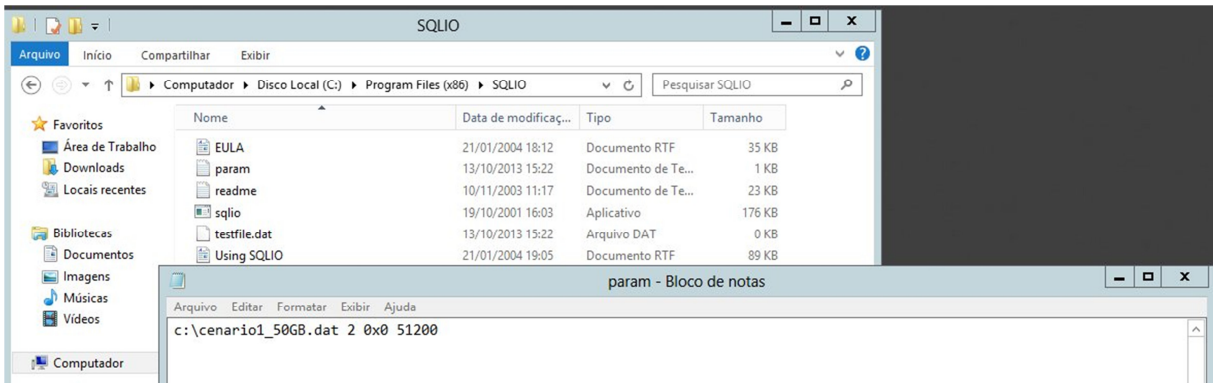 SQLIO
Arquivo Início Compartilhar Exibir
Computador Disco Local (C:) Program Files (x86) SQLIO Pesquisar SQLIO
Nome Data de modificaç... Tipo Tamanho
Favoritos
Área de Trabalho
Downloads
Locais recentes
Bibliotecas
Documentos
Imagens
Músicas
Vídeos
Computador
EULA 21/01/2004 18:12 Documento RTF 35 KB
param 13/10/2013 15:22 Documento de Te... 1 KB
readme 10/11/2003 11:17 Documento de Te... 23 KB
sqlio 19/10/2001 16:03 Aplicativo 176 KB
testfile.dat 13/10/2013 15:22 Arquivo DAT 0 KB
Using SQLIO 21/01/2004 19:05 Documento RTF 89 KB
param - Bloco de notas
Arquivo Editar Formatar Exibir Ajuda
c:\cenario1_50GB.dat 2 0x0 51200